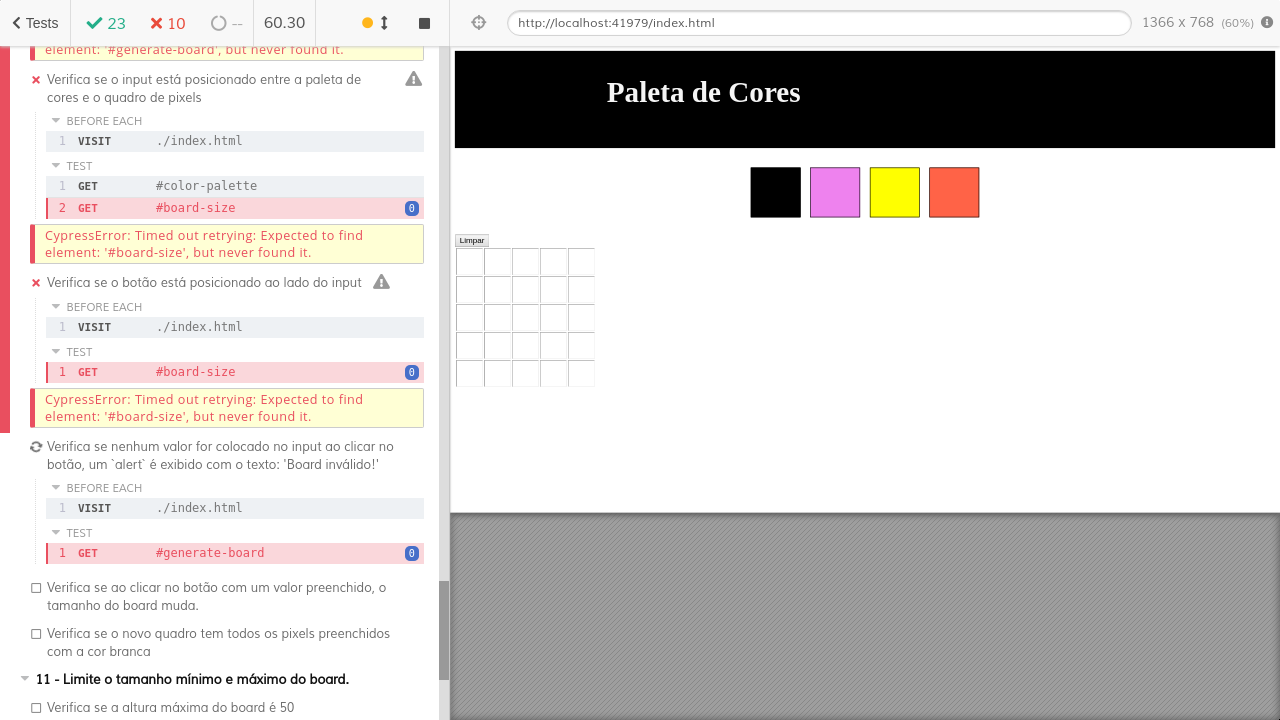 Tests
23
10
--
60.30
http://localhost:41979/index.html
1366 x 768 (60%)
element: '#generate-board', but never found it.
Verifica se o input está posicionado entre a paleta de
cores e o quadro de pixels
BEFORE EACH
1 VISIT ./index.html
TEST
1 GET #color-palette
2 GET #board-size 0
CypressError: Timed out retrying: Expected to find
element: '#board-size', but never found it.
Verifica se o botão está posicionado ao lado do input
BEFORE EACH
1 VISIT ./index.html
TEST
1 GET #board-size 0
CypressError: Timed out retrying: Expected to find
element: '#board-size', but never found it.
Verifica se nenhum valor for colocado no input ao clicar no
botão, um `alert` é exibido com o texto: 'Board inválido!'
BEFORE EACH
1 VISIT ./index.html
TEST
1 GET #generate-board 0
Verifica se ao clicar no botão com um valor preenchido, o
tamanho do board muda.
Verifica se o novo quadro tem todos os pixels preenchidos
com a cor branca
11 - Limite o tamanho mínimo e máximo do board.
Verifica se a altura máxima do board é 50
Paleta de Cores
Limpar